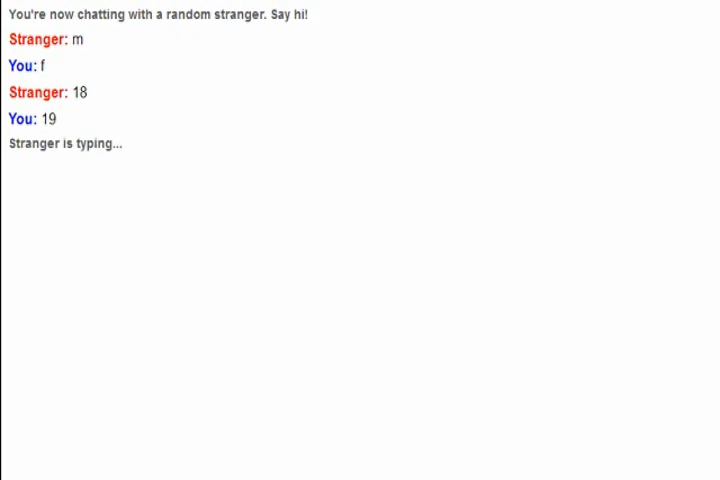 You're now chatting with a random stranger. Say hi!
Stranger: m
You: f
Stranger: 18
You: 19
Stranger is typing...